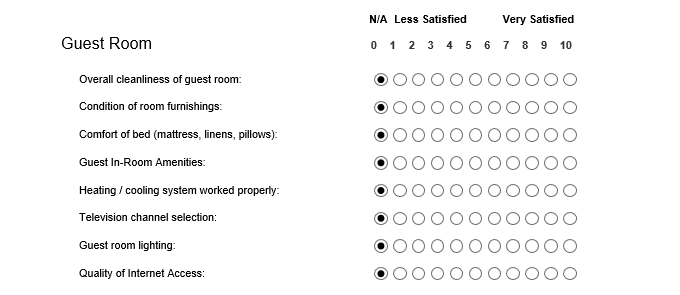 N/A Less Satisfied Very Satisfied
Guest Room 0 1 2 3 4 5 6 7 8 9 10
Overall cleanliness of guest room:
Condition of room furnishings:
Comfort of bed (mattress, linens, pillows):
Guest In-Room Amenities:
Heating / cooling system worked properly:
Television channel selection:
Guest room lighting:
Quality of Internet Access: